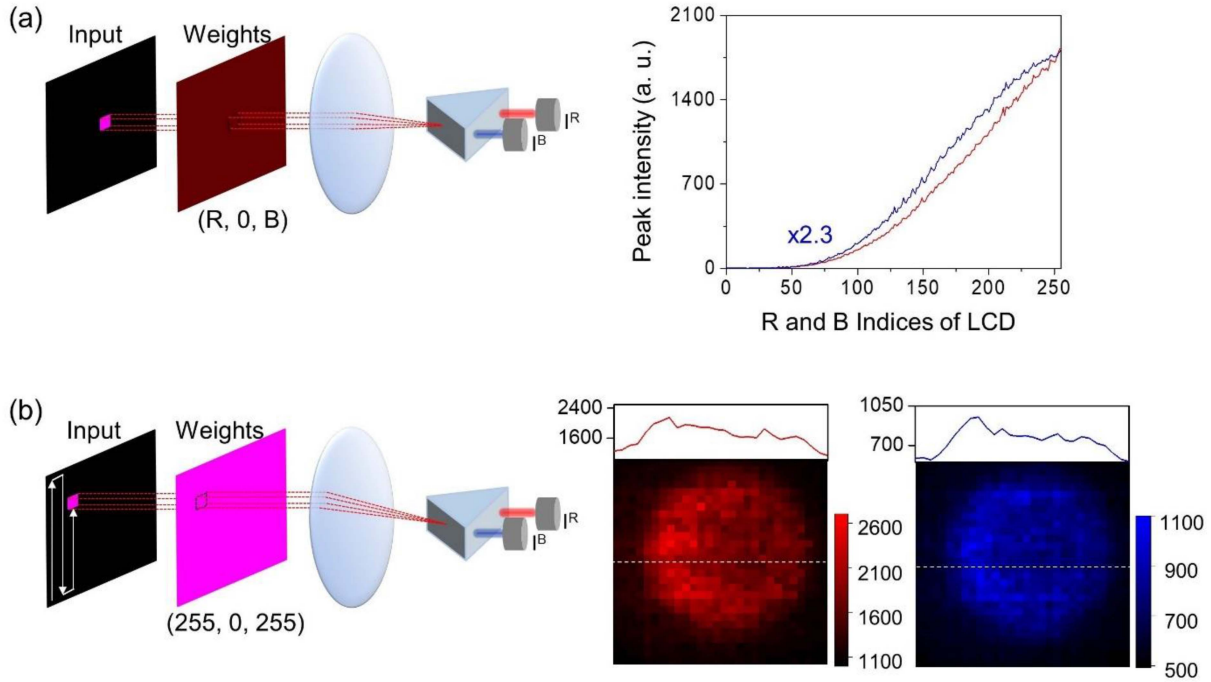 (a)
Input
Weights
(R, 0, B)
I^R
I^B
2100
1400
700
0
Peak intensity (a. u.)
x2.3
0 50 100 150 200 250
R and B Indices of LCD
(b)
Input
Weights
(255, 0, 255)
I^R
I^B
2400
1600
2600
2100
1600
1100
1050
700
1100
900
700
500